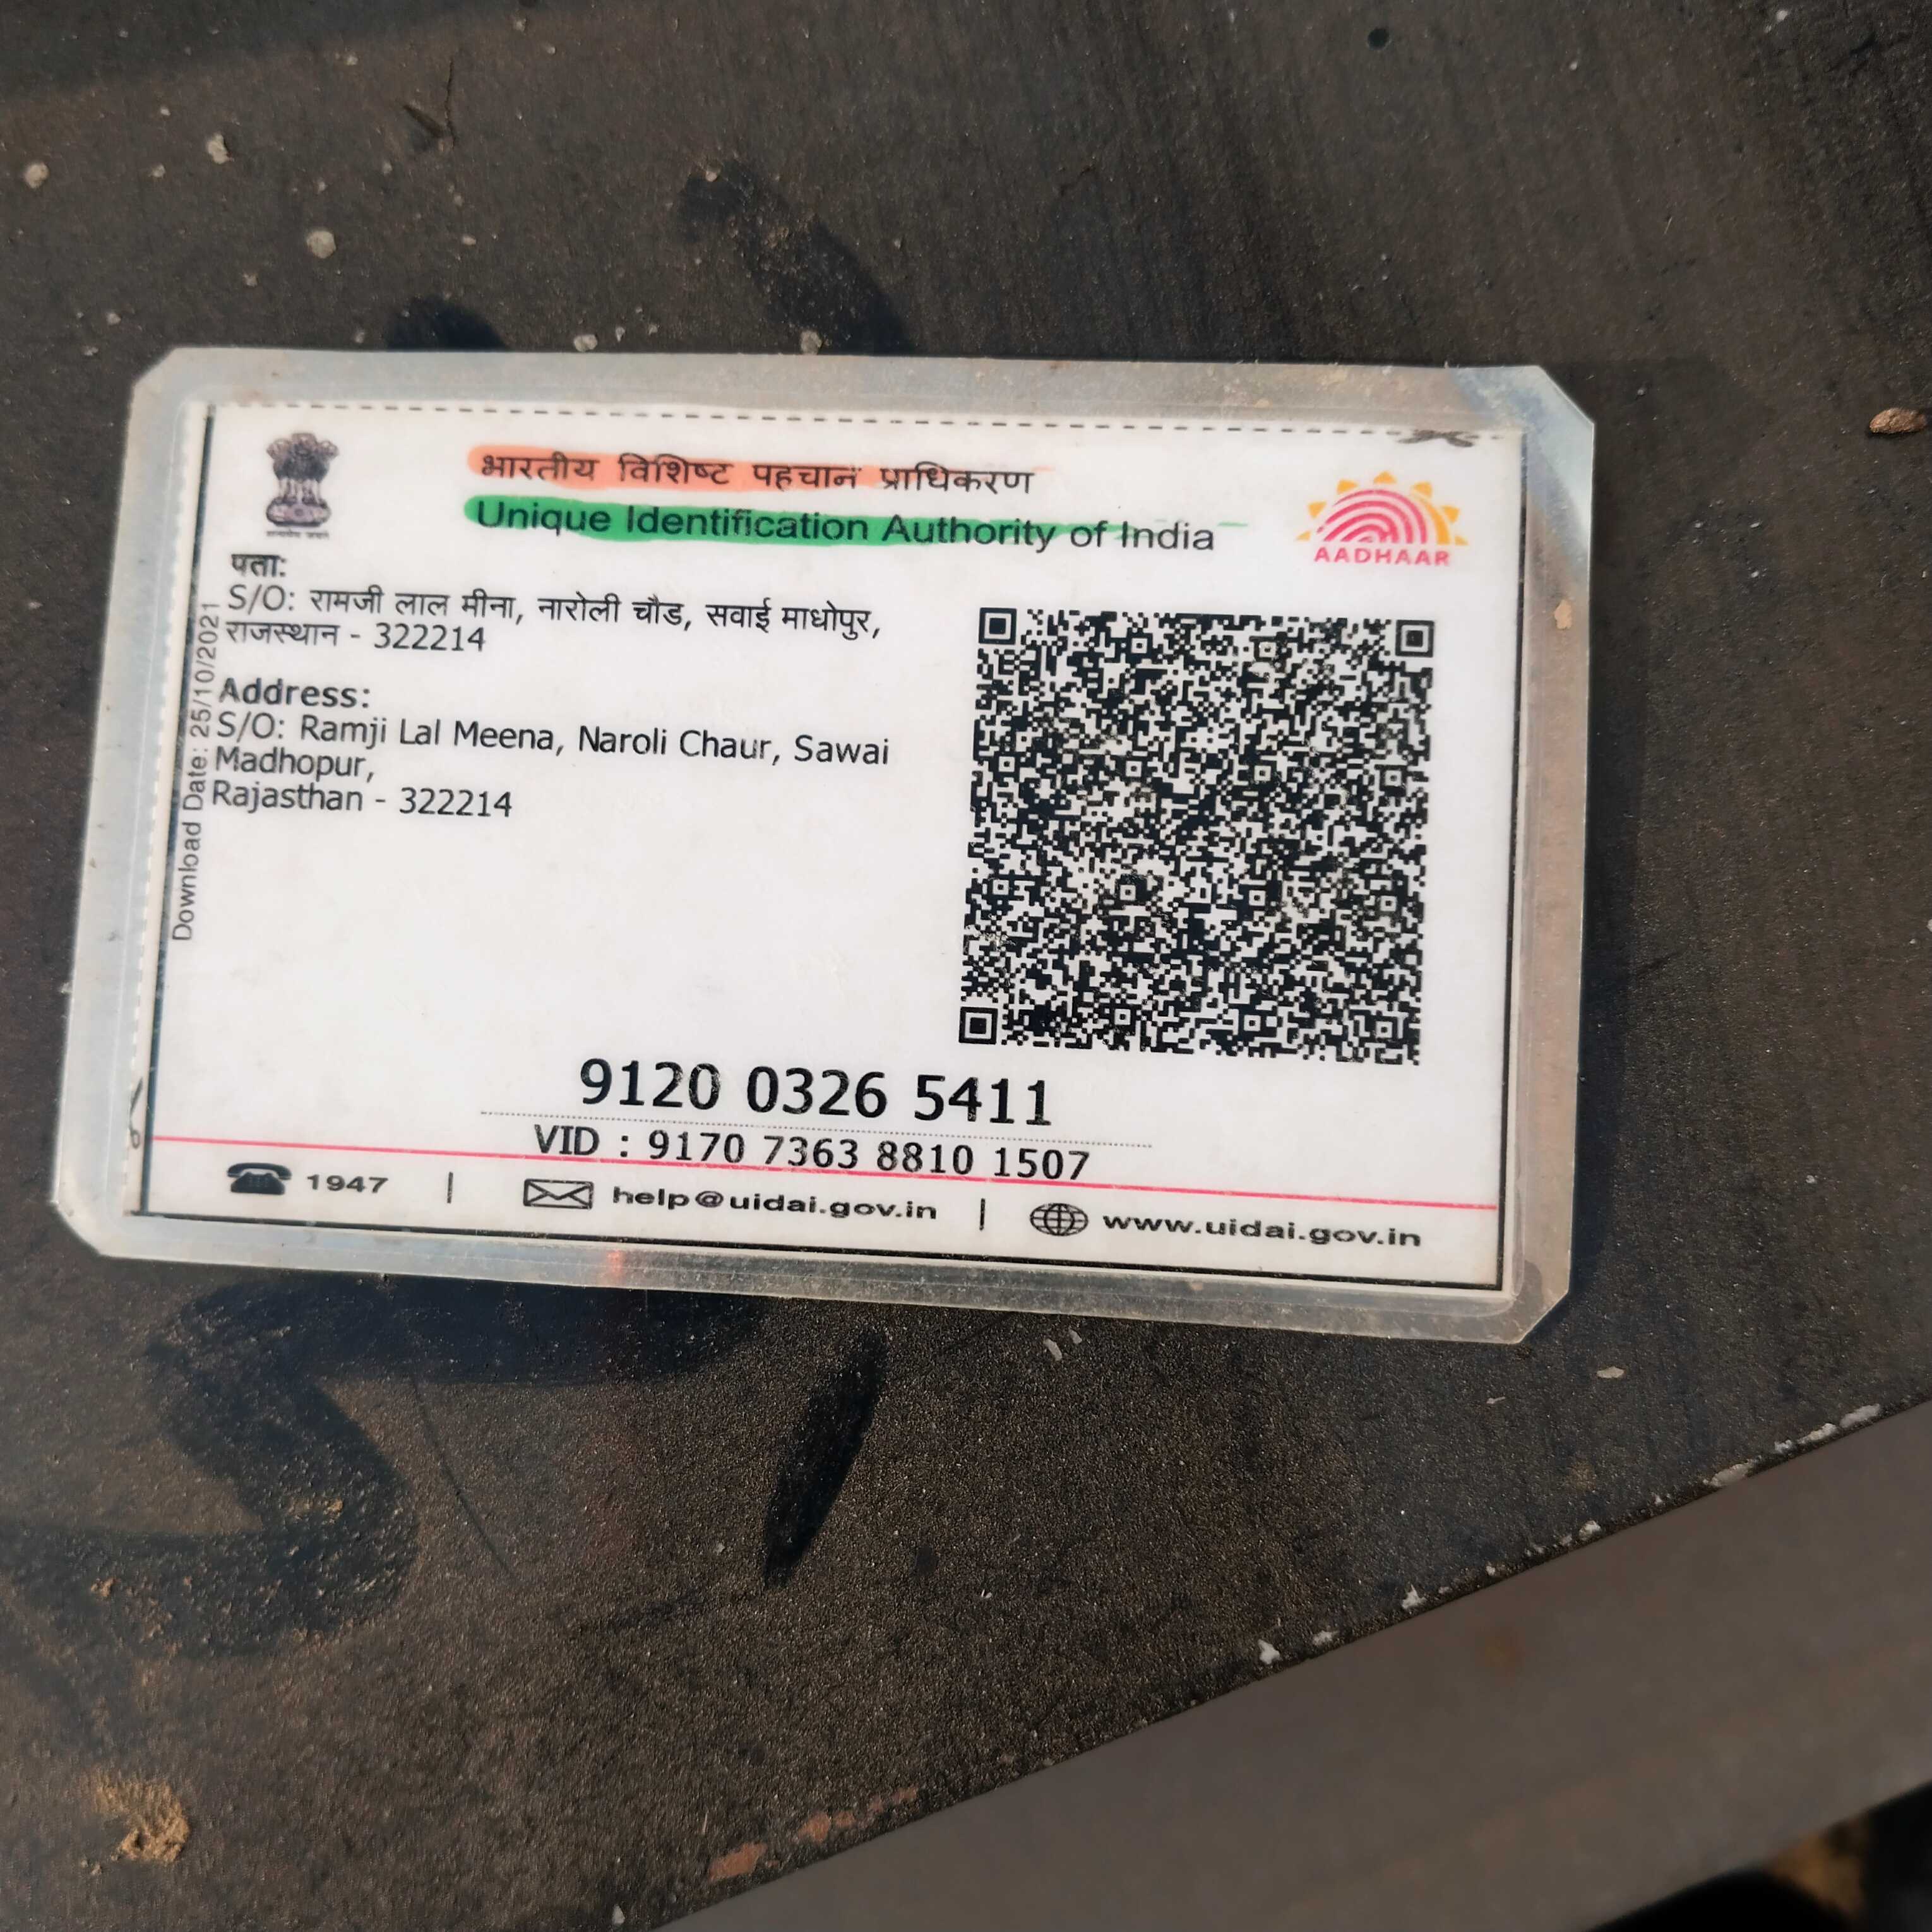 भारतीय विशिष्ट पहचान प्राधिकरण
Unique Identification Authority of India
AADHAAR
पता:
S/O: रामजी लाल मीना, नारोली चौड, सवाई माधोपुर,
राजस्थान - 322214
Address:
S/O: Ramji Lal Meena, Naroli Chaur, Sawai
Madhopur,
Rajasthan - 322214
Download Date: 25/10/2021
9120 0326 5411
VID : 9170 7363 8810 1507
1947 | help@uidai.gov.in | www.uidai.gov.in